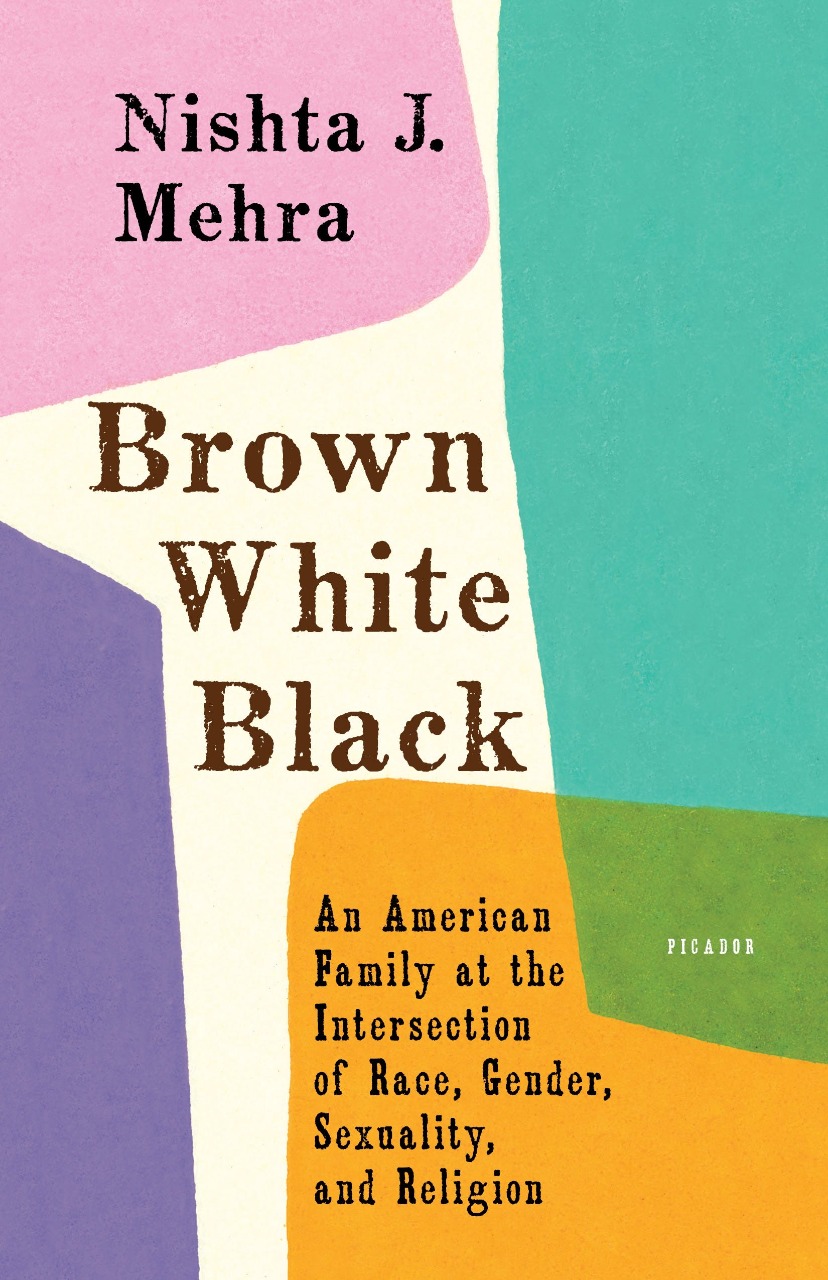 Nishta J.
Mehra
Brown
White
Black
An American
Family at the
Intersection
of Race, Gender,
Sexuality,
and Religion
PICADOR